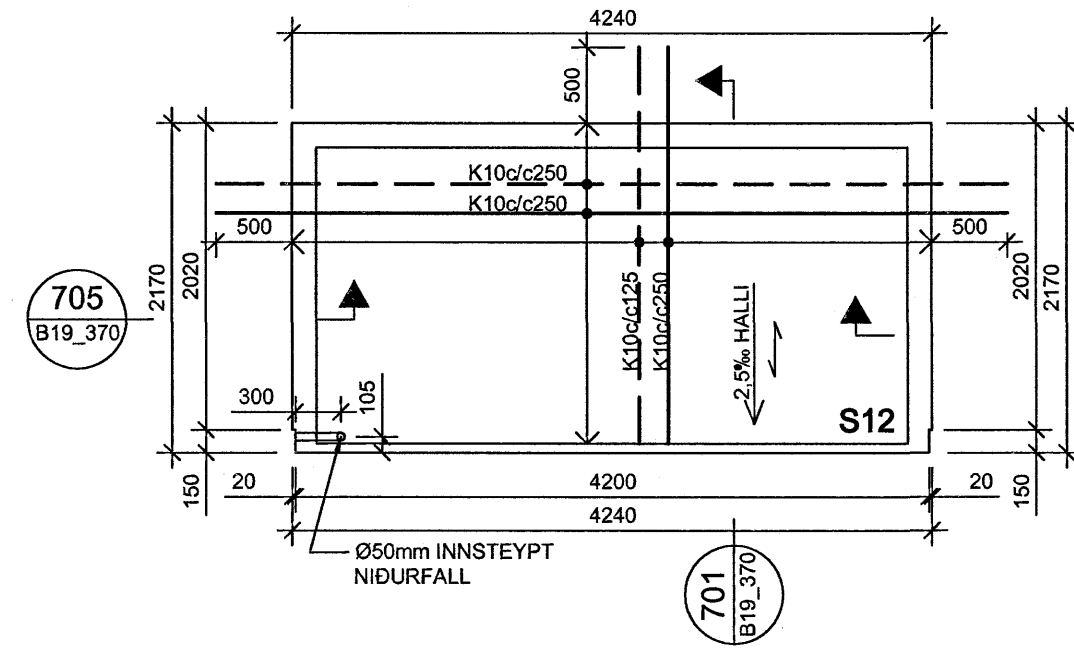 4240
500
K10c/c250
K10c/c250
500
500
2170
2020
2020
2170
705
B19_370
K10c/c125
K10c/c250
2,5‰ HALLI
300
105
S12
150
20
4200
20
150
4240
Ø50mm INNSTEYPT
NIÐURFALL
701
B19_370